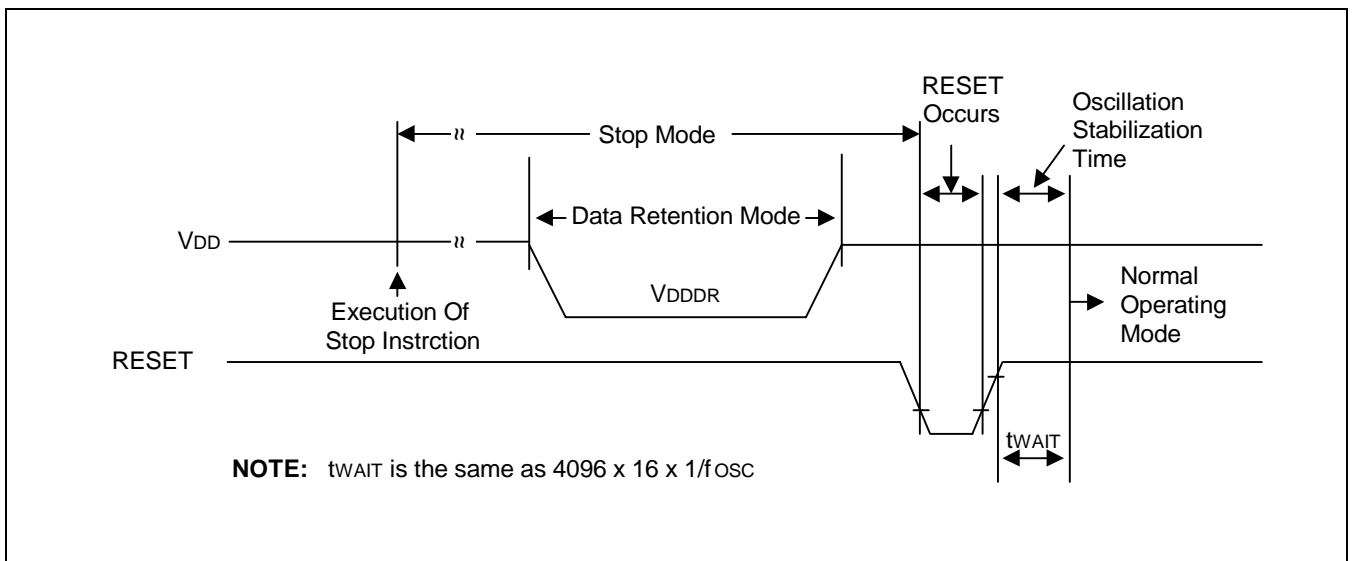 RESET
Occurs
Oscillation
Stabilization
Time
Stop Mode
Data Retention Mode
VDD
VDDDR
Execution Of
Stop Instrction
Normal
Operating
Mode
RESET
tWAIT
NOTE: tWAIT is the same as 4096 x 16 x 1/fOSC